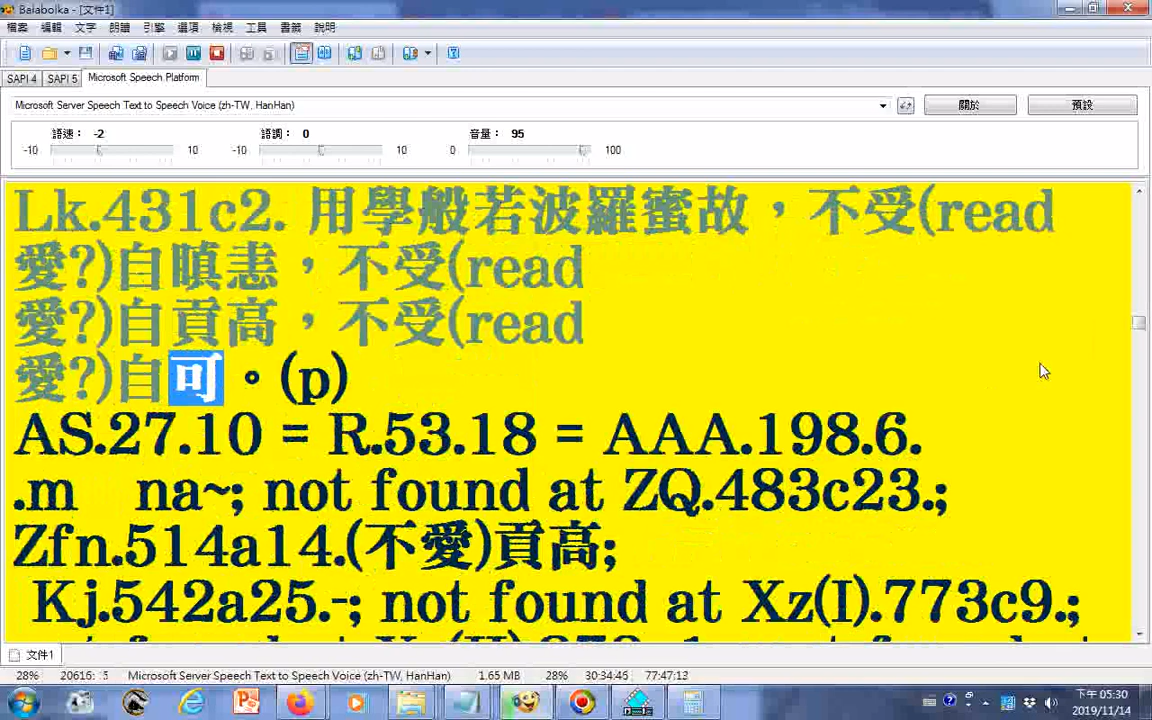 Balabolka - [文件1]
檔案 編輯 文字 朗讀 引擎 選項 檢視 工具 書籤 說明
SAPI 4 SAPI 5 Microsoft Speech Platform
Microsoft Server Speech Text to Speech Voice (zh-TW, HanHan) 關於 預設
語速： -2 語調： 0 音量： 95
-10 10 -10 10 0 100
Lk.431c2. 用學般若波羅蜜故，不受(read
愛?)自瞋恚，不受(read
愛?)自貢高，不受(read
愛?)自可。(p)
AS.27.10 = R.53.18 = AAA.198.6.
.m na~; not found at ZQ.483c23.;
Zfn.514a14.(不愛)貢高;
Kj.542a25.-; not found at Xz(I).773c9.;
文件1
28% Microsoft Server Speech Text to Speech Voice (zh-TW, HanHan) 1.65 MB 28% 30:34:46 77:47:13
下午 05:30
2019/11/14